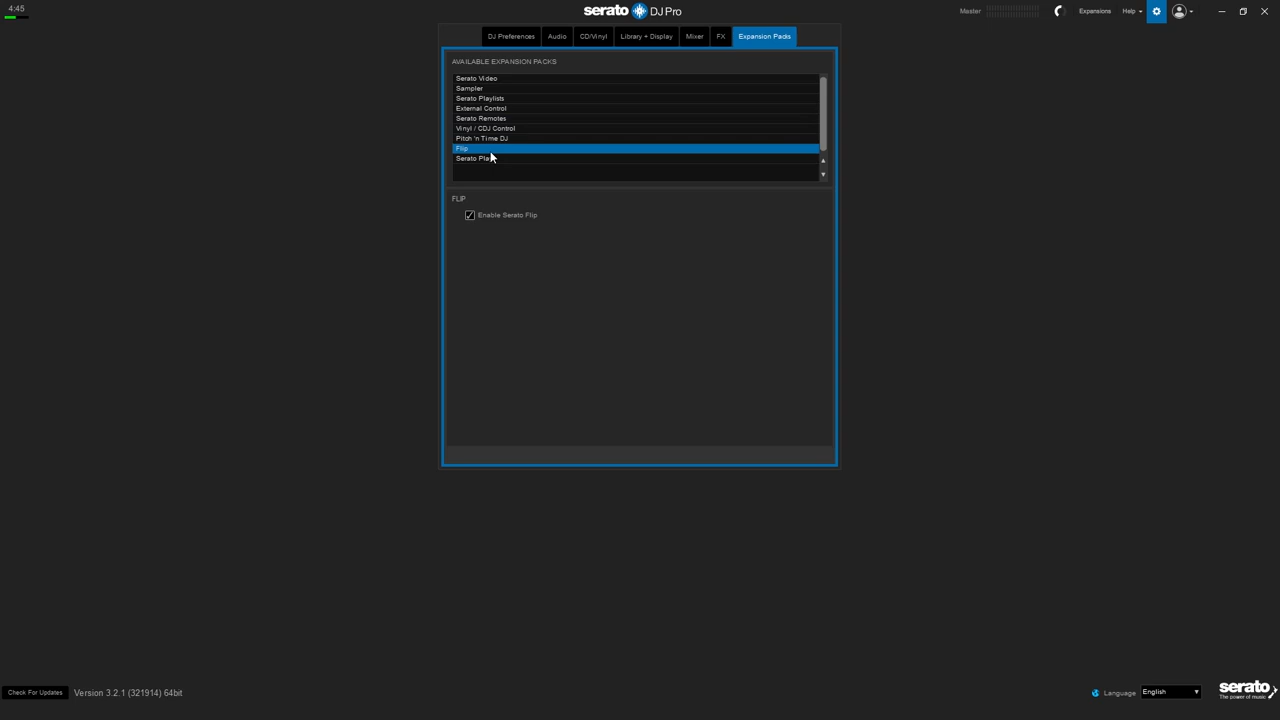 4:45
serato DJ Pro
Master
Expansions
Help
DJ Preferences
Audio
CD/Vinyl
Library + Display
Mixer
FX
Expansion Packs
AVAILABLE EXPANSION PACKS
Serato Video
Sampler
Serato Playlists
External Control
Serato Remotes
Vinyl / CDJ Control
Pitch 'n Time DJ
Flip
Serato
FLIP
Enable Serato Flip
Check For Updates
Version 3.2.1 (321914) 64bit
Language
English
serato
The power of music